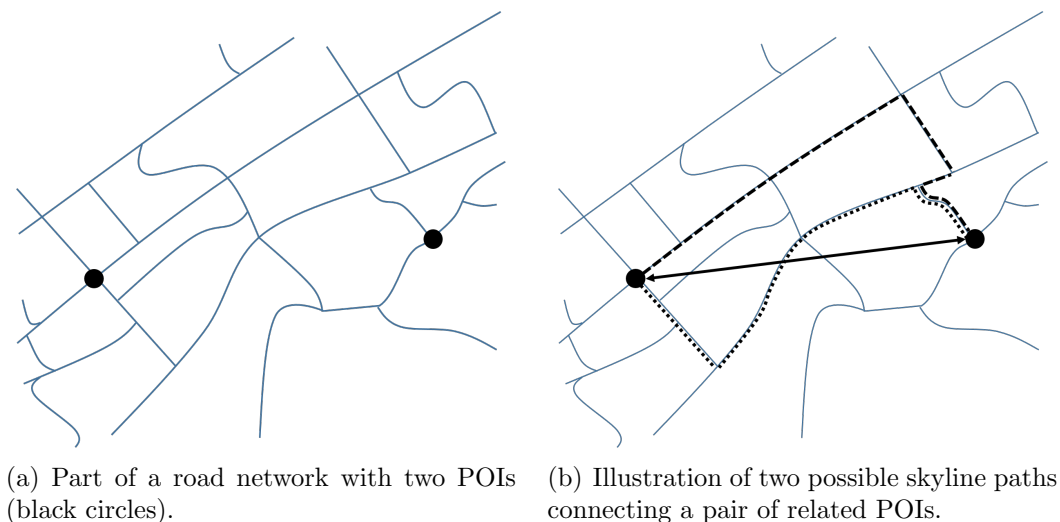 (a) Part of a road network with two POIs
(black circles).
(b) Illustration of two possible skyline paths
connecting a pair of related POIs.